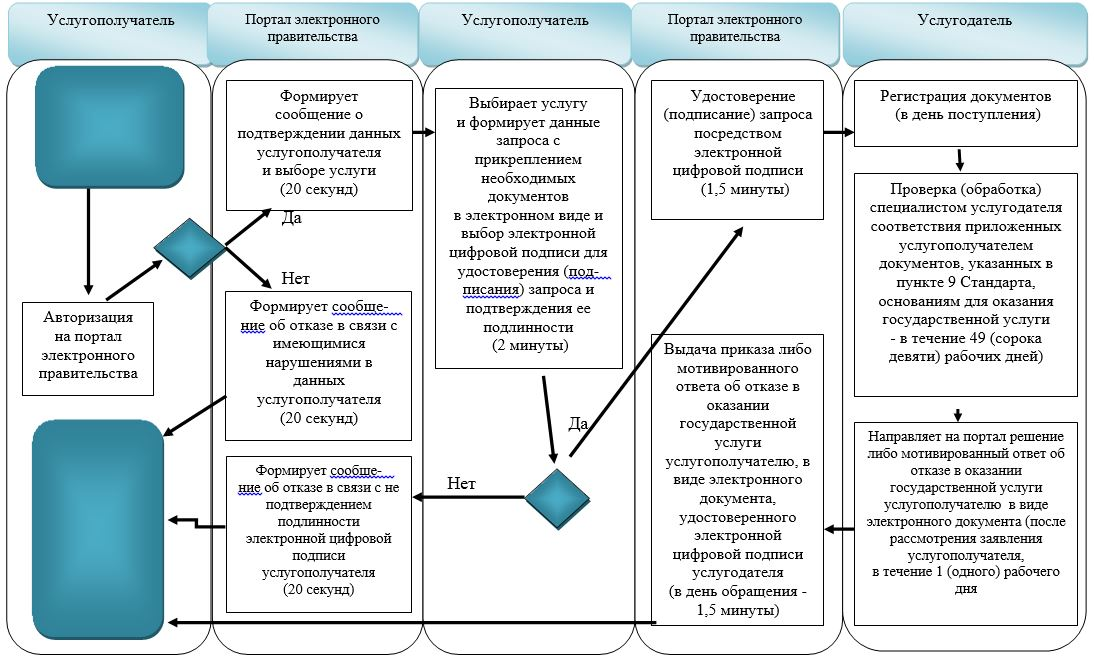 Услугополучатель
Портал электронного
правительства
Услугополучатель
Портал электронного
правительства
Услугодатель
Авторизация
на портал
электронного
правительства
Формирует
сообщение о
подтверждении данных
услугополучателя
и выборе услуги
(20 секунд)
Да
Нет
Формирует сообще-
ние об отказе в связи с
имеющимися
нарушениями в
данных
услугополучателя
(20 секунд)
Формирует сообще-
ние об отказе в связи с не
подтверждением
подлинности
электронной цифровой
подписи
услугополучателя
(20 секунд)
Выбирает услугу
и формирует данные
запроса с
прикреплением
необходимых
документов
в электронном виде и
выбор электронной
цифровой подписи для
удостоверения (под-
писания) запроса и
подтверждения ее
подлинности
(2 минуты)
Да
Нет
Удостоверение
(подписание) запроса
посредством
электронной
цифровой подписи
(1,5 минуты)
Выдача приказа либо
мотивированного
ответа об отказе в
оказании
государственной
услуги
услугополучателю, в
виде электронного
документа,
удостоверенного
электронной
цифровой подписи
услугодателя
(в день обращения -
1,5 минуты)
Регистрация документов
(в день поступления)
Проверка (обработка)
специалистом услугодателя
соответствия приложенных
услугополучателем
документов, указанных в
пункте 9 Стандарта,
основаниям для оказания
государственной услуги
- в течение 49 (сорока
девяти) рабочих дней)
Направляет на портал решение
либо мотивированный ответ об
отказе в оказании
государственной услуги
услугополучателю в виде
электронного документа (после
рассмотрения заявления
услугополучателя,
в течение 1 (одного) рабочего
дня